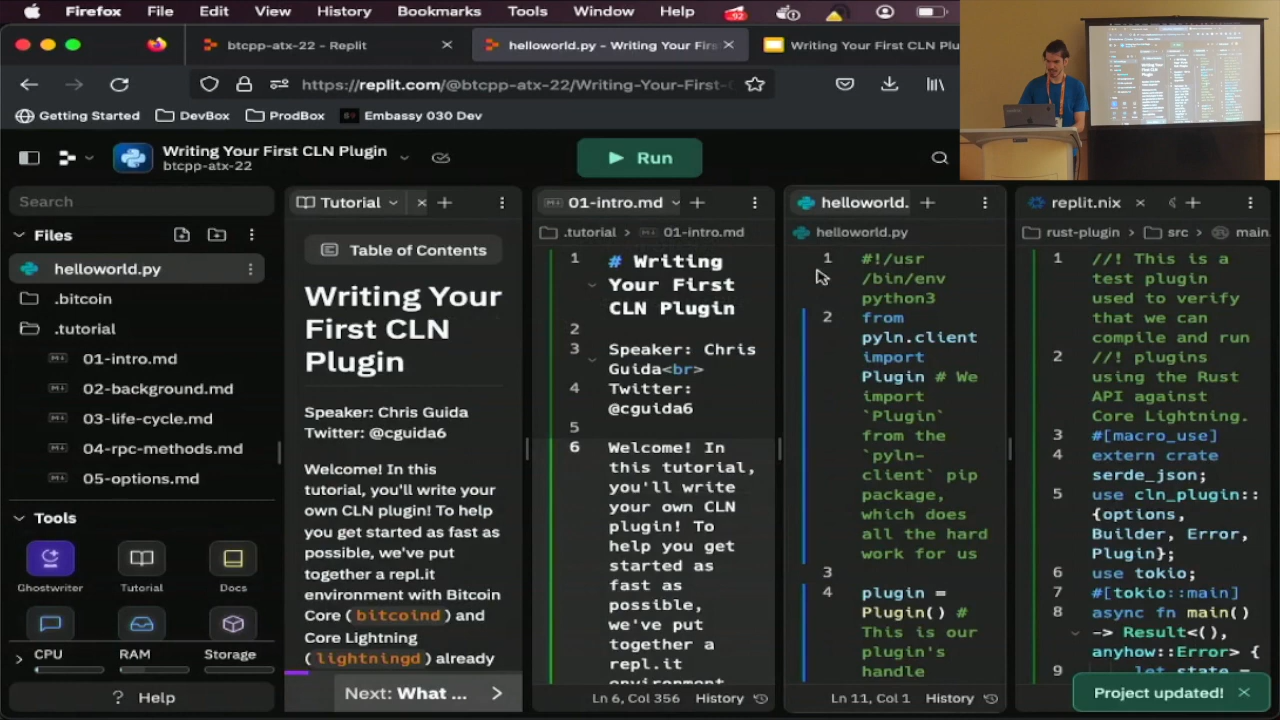 Firefox File Edit View History Bookmarks Tools Window Help 92
btcpp-atx-22 - Replit
helloworld.py - Writing Your Firs
Writing Your First CLN Plu
https://replit.
cpp-atx-22/Writing-Your-First-
Getting Started DevBox ProdBox Embassy OS Dev
Writing Your First CLN Plugin
btcpp-atx-22
Run
Search
Files
helloworld.py
.bitcoin
.tutorial
01-intro.md
02-background.md
03-life-cycle.md
04-rpc-methods.md
05-options.md
Tools
Ghostwriter Tutorial Docs
CPU RAM Storage
? Help
Tutorial
Table of Contents
Writing Your
First CLN
Plugin
Speaker: Chris Guida
Twitter: @cguida6
Welcome! In this
tutorial, you'll write your
own CLN plugin! To help
you get started as fast as
possible, we've put
together a repl.it
environment with Bitcoin
Core ( bitcoind ) and
Core Lightning
( lightningd ) already
Next: What ...
01-intro.md
.tutorial › 01-intro.md
1 # Writing
Your First
CLN Plugin
2
3 Speaker: Chris
Guida<br>
4 Twitter:
@cguida6
5
6 Welcome! In
this tutorial,
you'll write
your own CLN
plugin! To
help you get
started as
fast as
possible,
we've put
together a
repl.it
environment
Ln 6, Col 356 History
helloworld.
helloworld.py
1 #!/usr
/bin/env
python3
2 from
pyln.client
import
Plugin # We
import
`Plugin`
from the
`pyln-
client` pip
package,
which does
all the hard
work for us
3
4 plugin =
Plugin() #
This is our
plugin's
handle
Ln 11, Col 1 History
replit.nix
rust-plugin › src › main.
1 //! This is a
test plugin
used to verify
that we can
compile and run
2 //! plugins
using the Rust
API against
Core Lightning.
3 #[macro_use]
4 extern crate
serde_json;
5 use cln_plugin::
{options,
Builder, Error,
Plugin};
6 use tokio;
7 #[tokio::main]
8 async fn main()
-> Result<(),
anyhow::Error> {
9 let state =
Project updated!